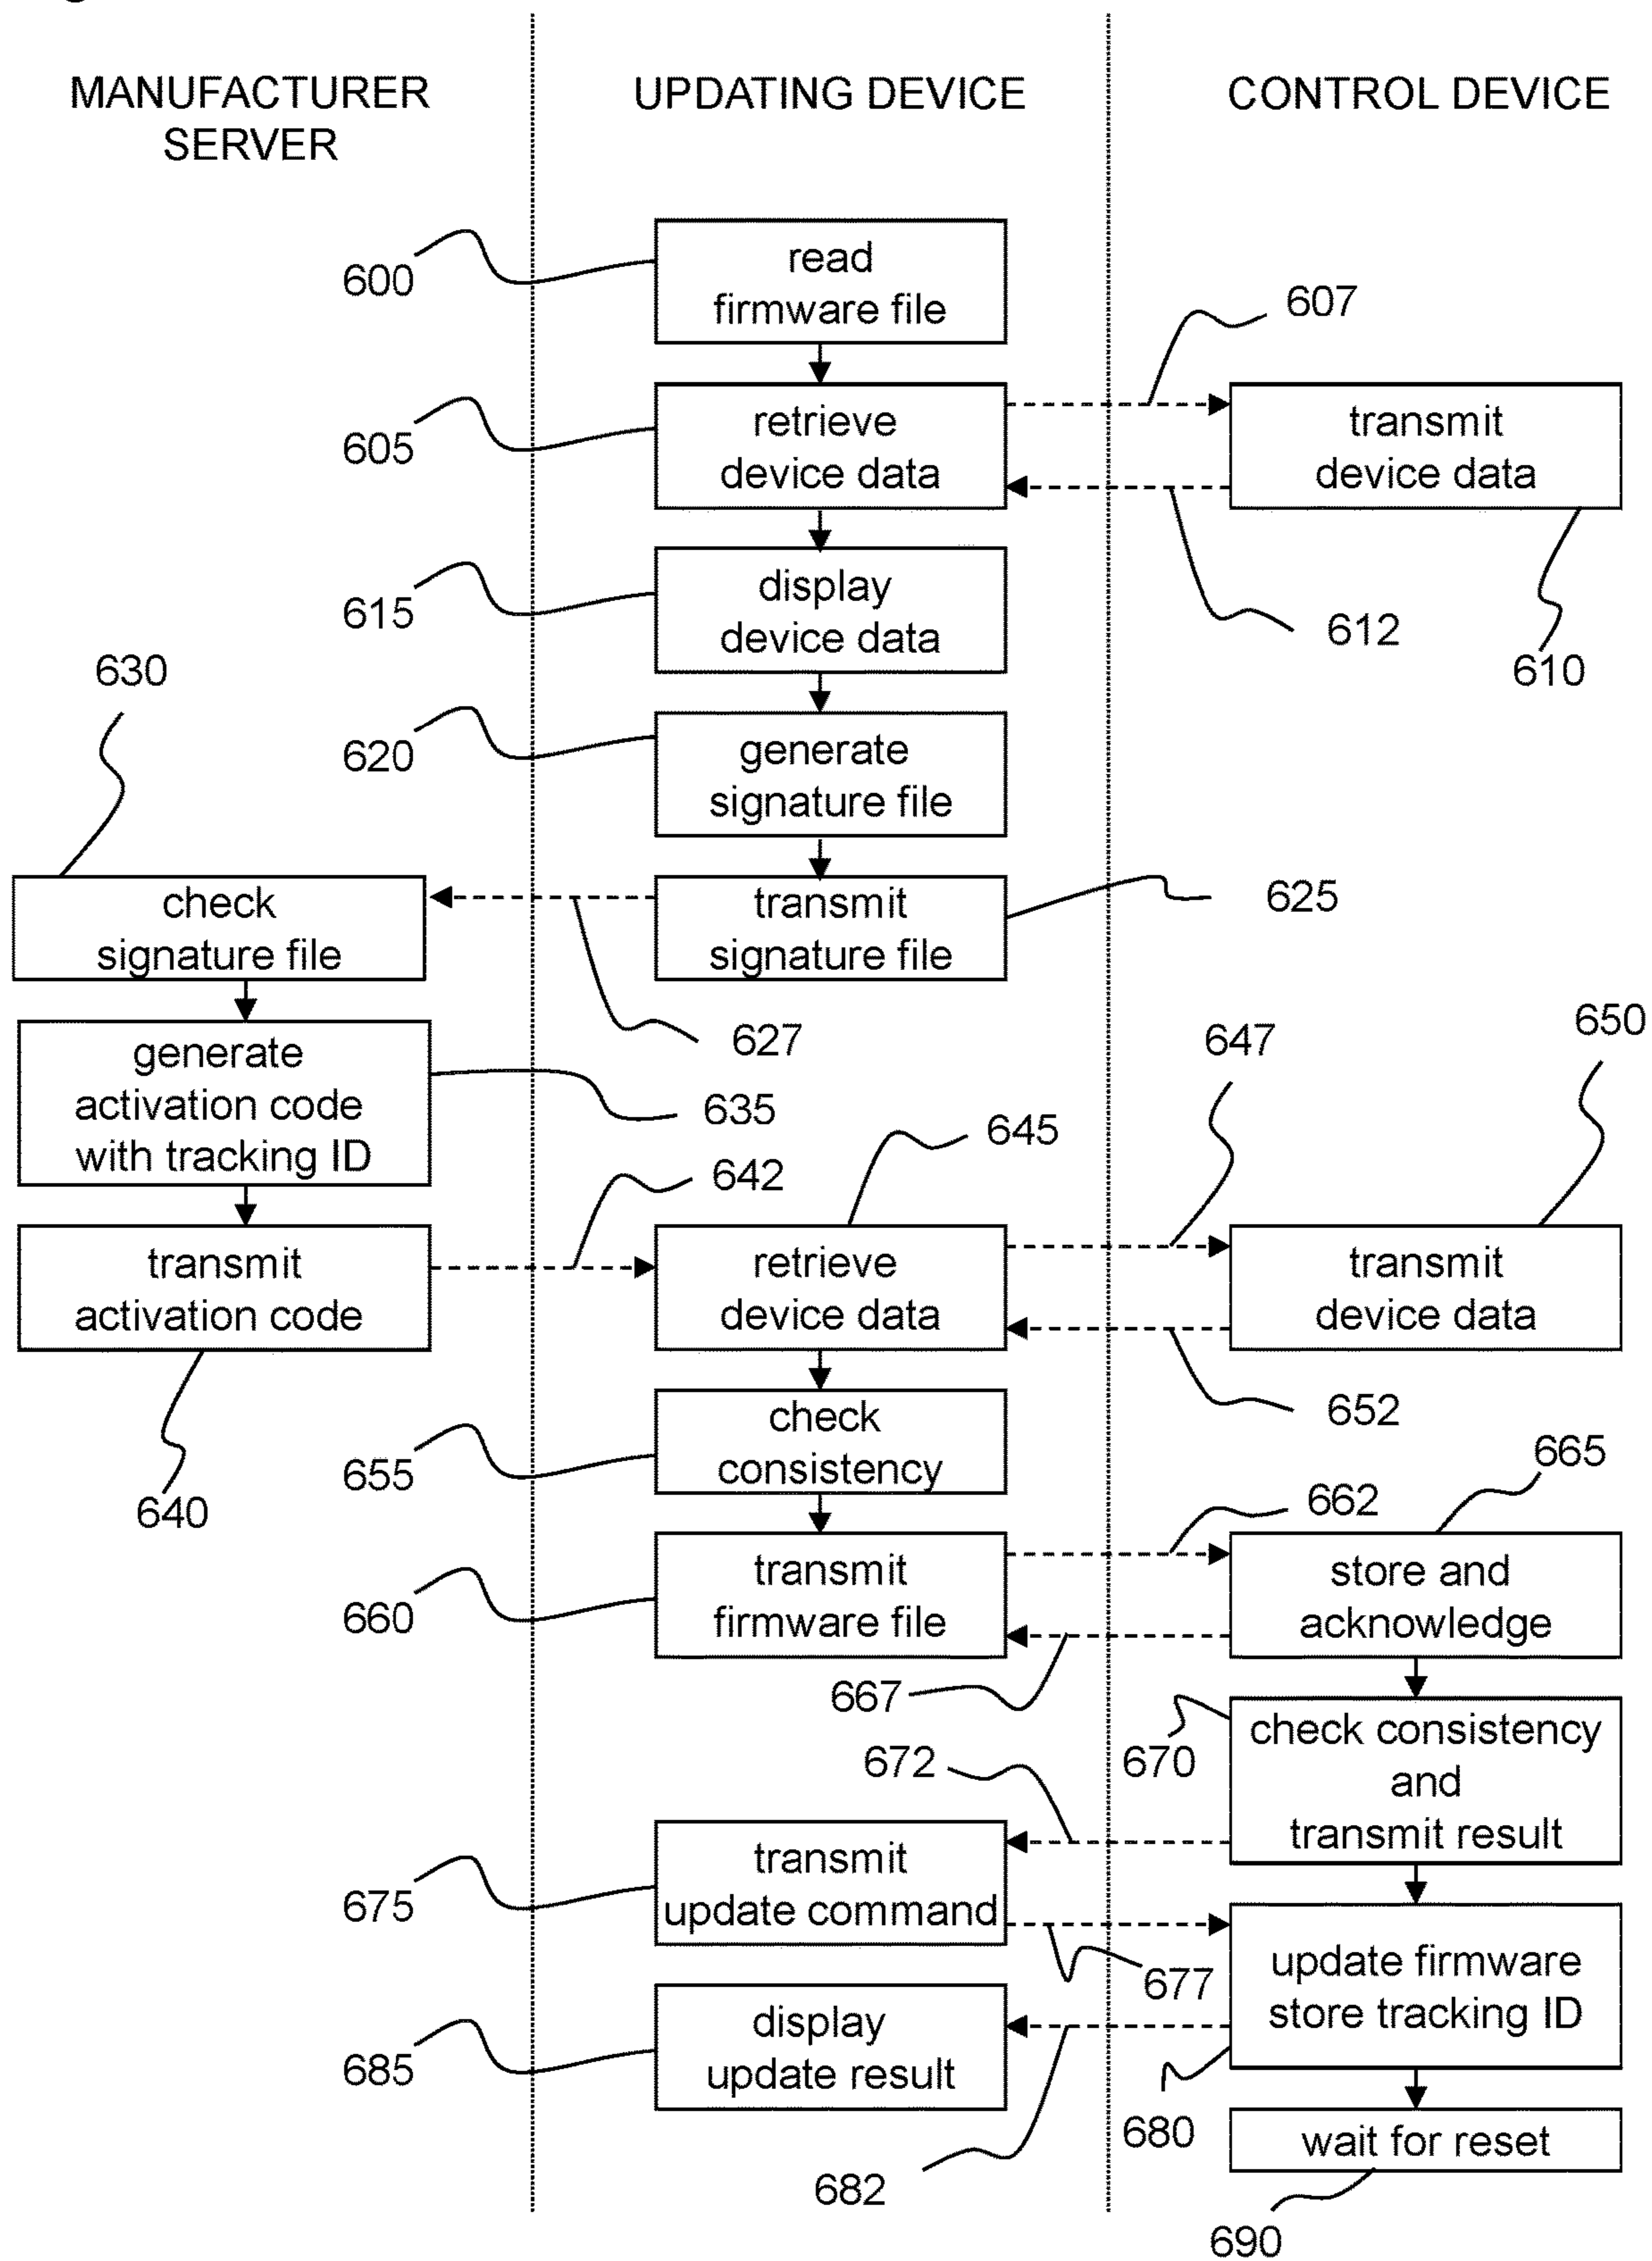 MANUFACTURER
SERVER
UPDATING DEVICE
CONTROL DEVICE
600
read
firmware file
607
605
retrieve
device data
transmit
device data
615
display
device data
612
610
630
620
generate
signature file
check
signature file
transmit
signature file
625
627
647
650
generate
activation code
with tracking ID
635
645
642
transmit
activation code
retrieve
device data
transmit
device data
652
640
655
check
consistency
665
662
660
transmit
firmware file
store and
acknowledge
667
670
check consistency
and
transmit result
672
675
transmit
update command
677
update firmware
store tracking ID
685
display
update result
680
682
wait for reset
690